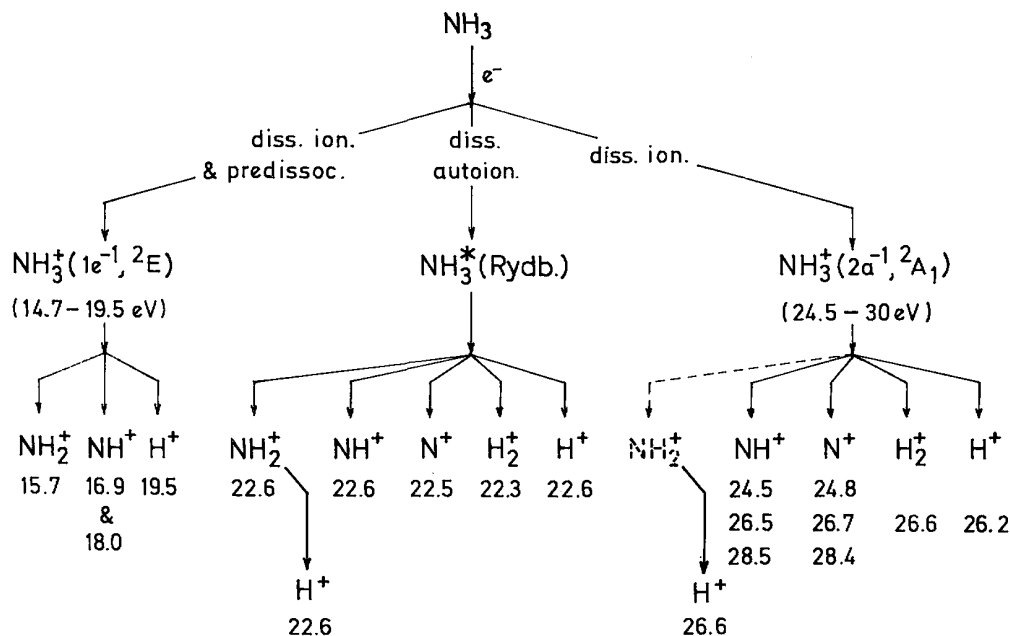 NH₃
e⁻
diss. ion.
& predissoc.
diss.
autoion.
diss. ion.
NH₃⁺(1e⁻¹, ²E)
(14.7–19.5 eV)
NH₃*(Rydb.)
NH₃⁺(2a⁻¹, ²A₁)
(24.5 – 30 eV)
NH₂⁺ NH⁺ H⁺
15.7 16.9 19.5
&
18.0
NH₂⁺ NH⁺ N⁺ H₂⁺ H⁺
22.6 22.6 22.5 22.3 22.6
H⁺
22.6
NH₂⁺ NH⁺ N⁺ H₂⁺ H⁺
24.5 24.8
26.5 26.7 26.6 26.2
28.5 28.4
H⁺
26.6